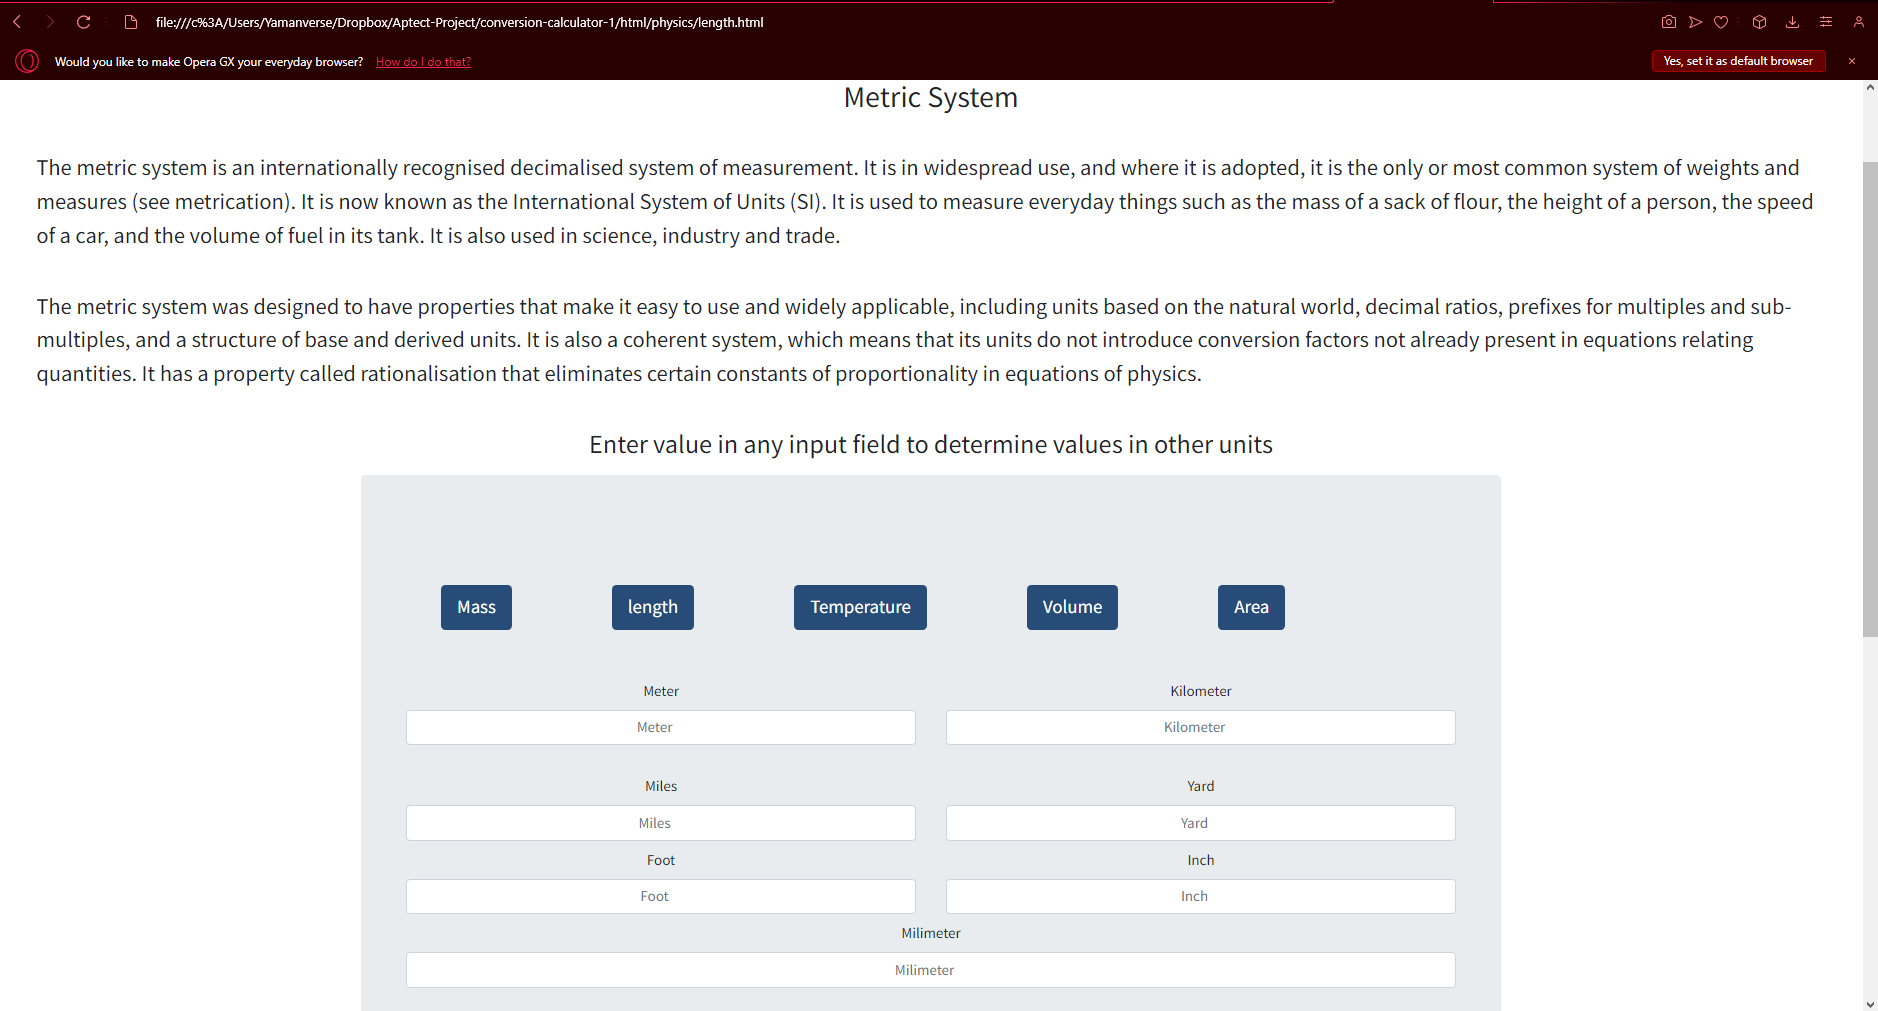 file:///c%3A/Users/Yamanverse/Dropbox/Aptect-Project/conversion-calculator-1/html/physics/length.html
Would you like to make Opera GX your everyday browser? How do I do that? Yes, set it as default browser
Metric System
The metric system is an internationally recognised decimalised system of measurement. It is in widespread use, and where it is adopted, it is the only or most common system of weights and
measures (see metrication). It is now known as the International System of Units (SI). It is used to measure everyday things such as the mass of a sack of flour, the height of a person, the speed
of a car, and the volume of fuel in its tank. It is also used in science, industry and trade.
The metric system was designed to have properties that make it easy to use and widely applicable, including units based on the natural world, decimal ratios, prefixes for multiples and sub-
multiples, and a structure of base and derived units. It is also a coherent system, which means that its units do not introduce conversion factors not already present in equations relating
quantities. It has a property called rationalisation that eliminates certain constants of proportionality in equations of physics.
Enter value in any input field to determine values in other units
Mass length Temperature Volume Area
Meter Kilometer
Meter Kilometer
Miles Yard
Miles Yard
Foot Inch
Foot Inch
Milimeter
Milimeter